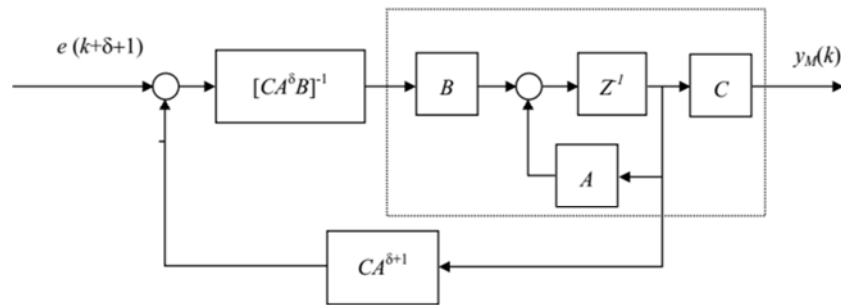 e (k+δ+1)
[CA^δB]^-1
B
Z^-1
C
y_M(k)
A
-
CA^δ+1